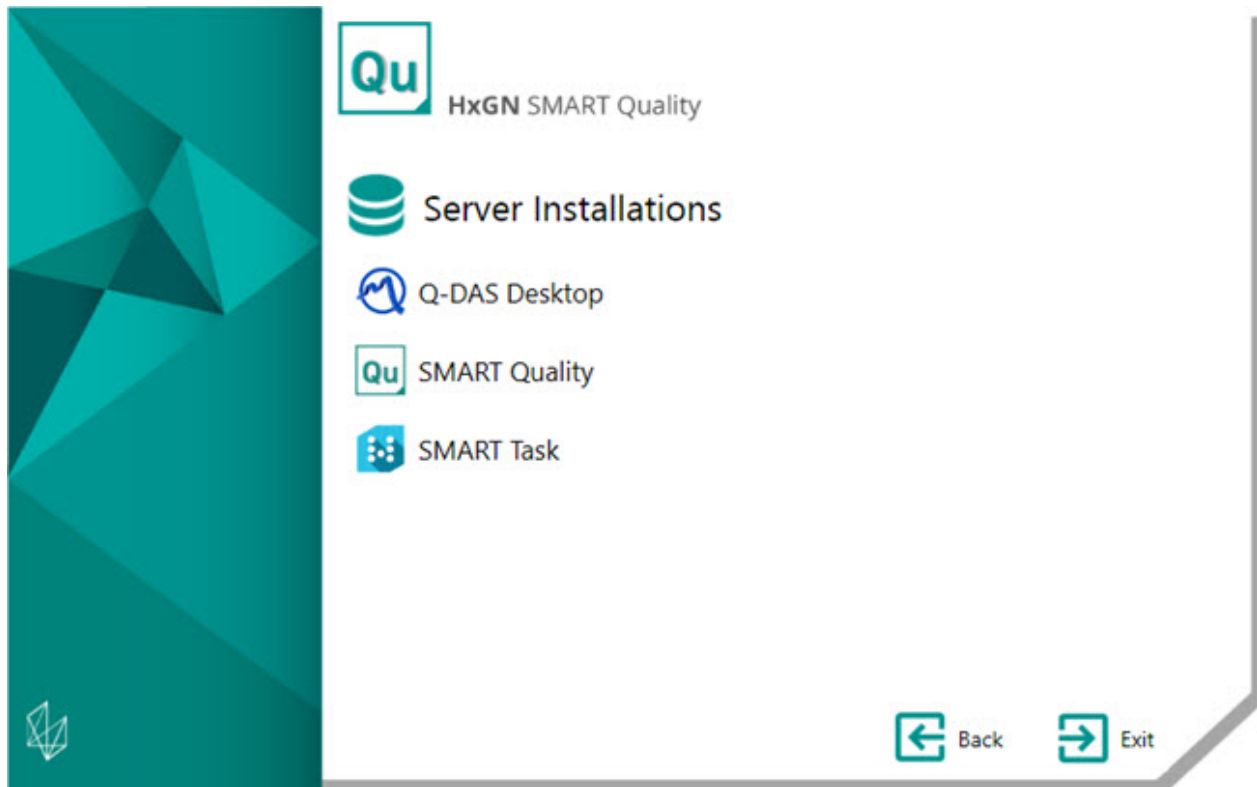 Qu
HxGN SMART Quality
Server Installations
Q-DAS Desktop
Qu SMART Quality
SMART Task
Back Exit